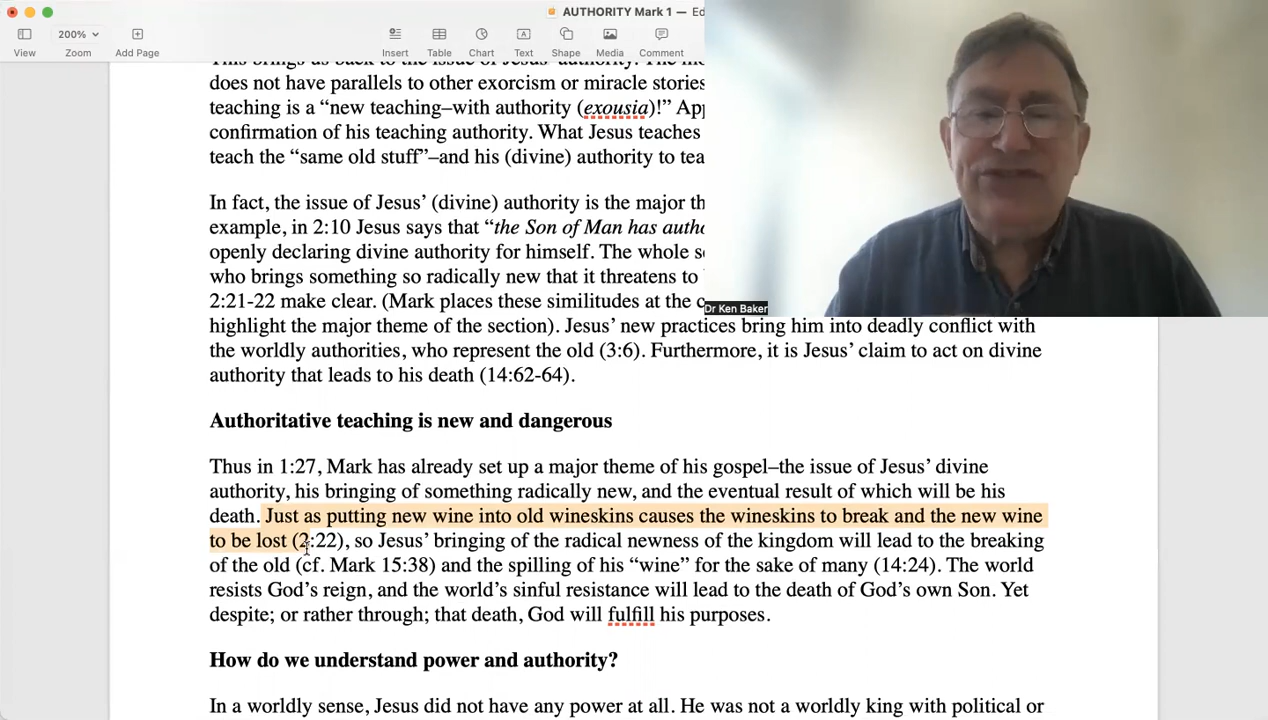 AUTHORITY Mark 1 — Ed
200%
View Zoom Add Page Insert Table Chart Text Shape Media Comment
does not have parallels to other exorcism or miracle stories
teaching is a “new teaching–with authority (exousia)!” Ap
confirmation of his teaching authority. What Jesus teaches
teach the “same old stuff”–and his (divine) authority to tea
In fact, the issue of Jesus’ (divine) authority is the major th
example, in 2:10 Jesus says that “the Son of Man has autho
openly declaring divine authority for himself. The whole s
who brings something so radically new that it threatens to
2:21-22 make clear. (Mark places these similitudes at the c
Dr Ken Baker
highlight the major theme of the section). Jesus’ new practices bring him into deadly conflict with
the worldly authorities, who represent the old (3:6). Furthermore, it is Jesus’ claim to act on divine
authority that leads to his death (14:62-64).
Authoritative teaching is new and dangerous
Thus in 1:27, Mark has already set up a major theme of his gospel–the issue of Jesus’ divine
authority, his bringing of something radically new, and the eventual result of which will be his
death. Just as putting new wine into old wineskins causes the wineskins to break and the new wine
to be lost (2:22), so Jesus’ bringing of the radical newness of the kingdom will lead to the breaking
of the old (cf. Mark 15:38) and the spilling of his “wine” for the sake of many (14:24). The world
resists God’s reign, and the world’s sinful resistance will lead to the death of God’s own Son. Yet
despite; or rather through; that death, God will fulfill his purposes.
How do we understand power and authority?
In a worldly sense, Jesus did not have any power at all. He was not a worldly king with political or